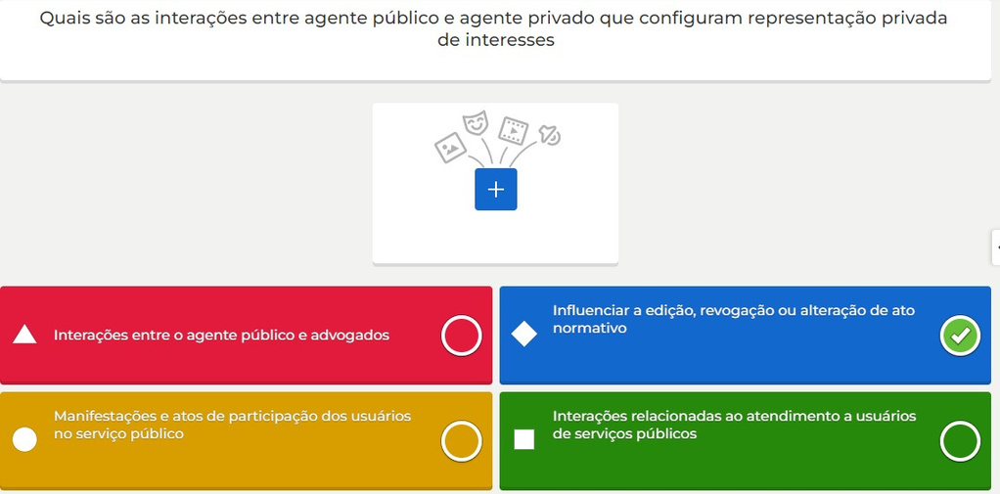 Quais são as interações entre agente público e agente privado que configuram representação privada
de interesses
Interações entre o agente público e advogados
Influenciar a edição, revogação ou alteração de ato
normativo
Manifestações e atos de participação dos usuários
no serviço público
Interações relacionadas ao atendimento a usuários
de serviços públicos